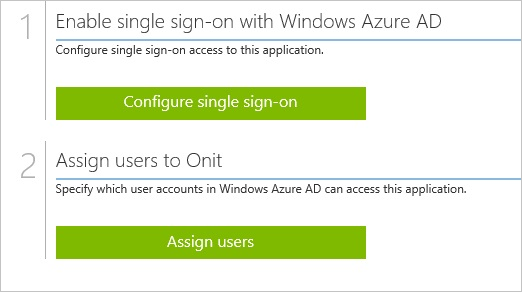 1 Enable single sign-on with Windows Azure AD
Configure single sign-on access to this application.
Configure single sign-on
2 Assign users to Onit
Specify which user accounts in Windows Azure AD can access this application.
Assign users